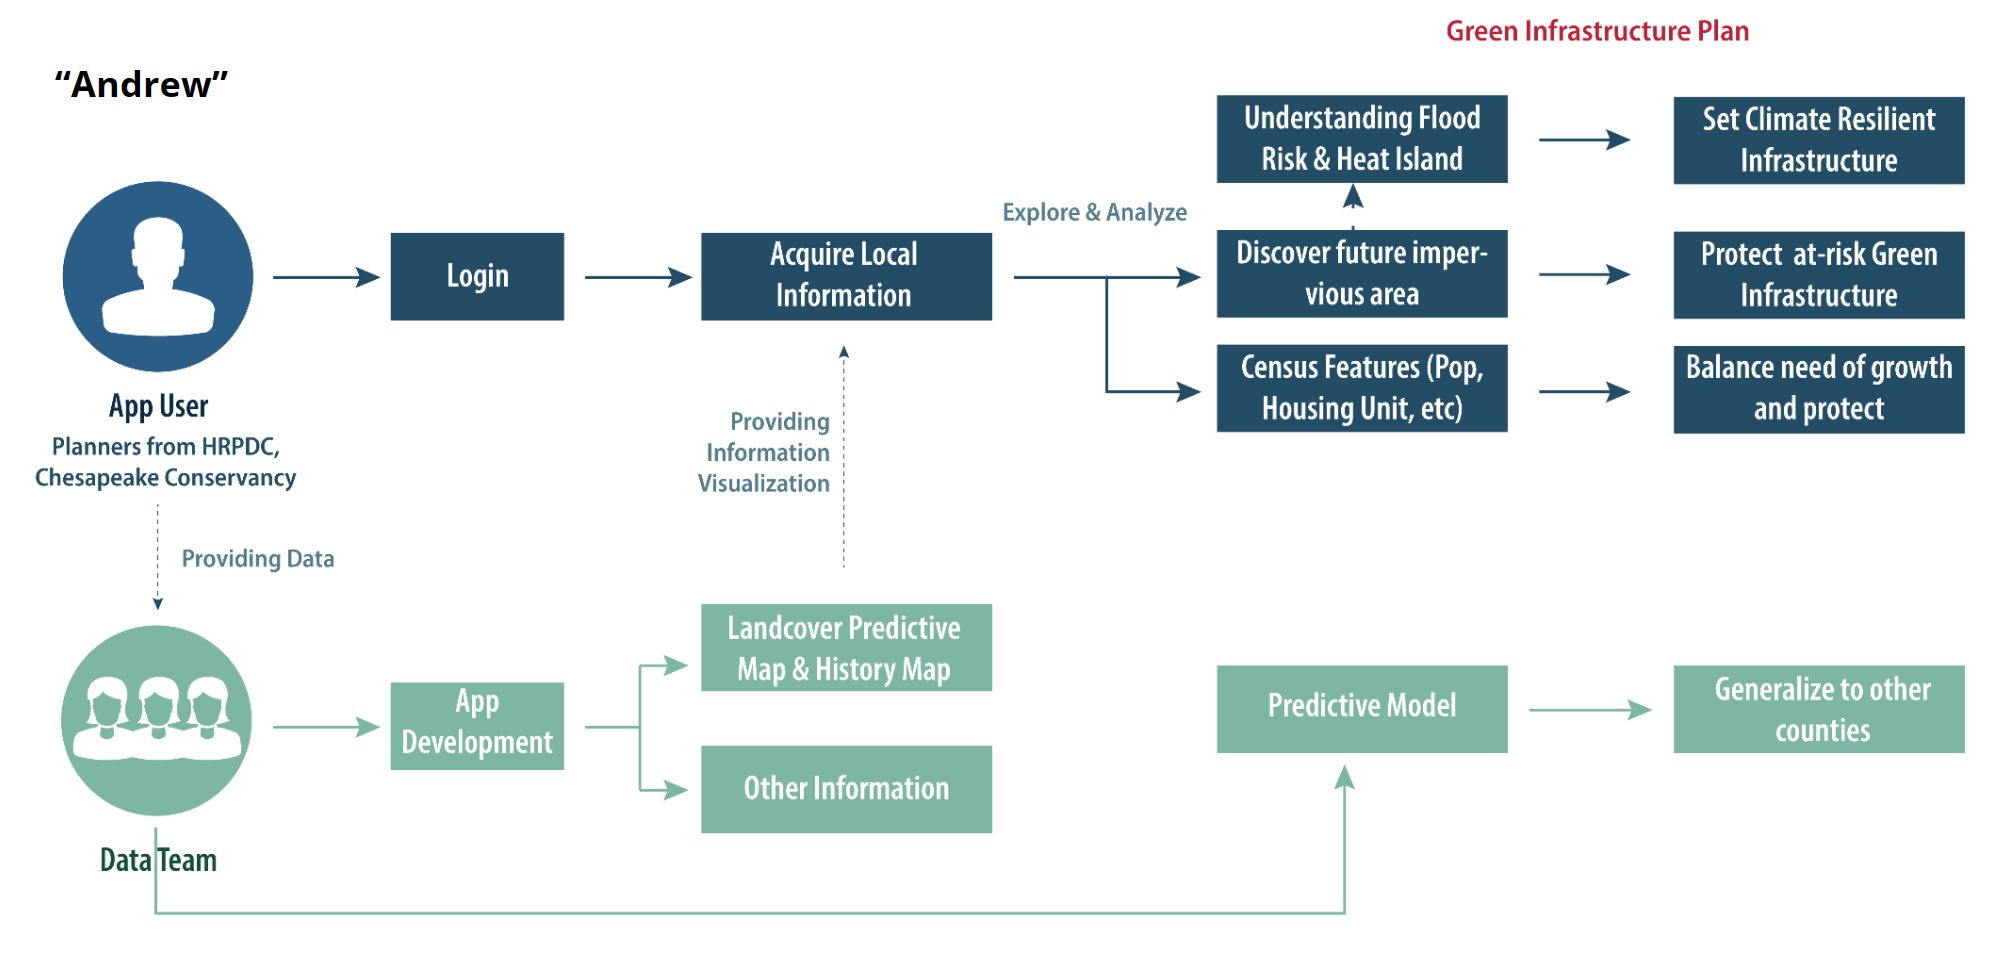 Green Infrastructure Plan
“Andrew”
Understanding Flood
Risk & Heat Island
Set Climate Resilient
Infrastructure
Explore & Analyze
Login
Acquire Local
Information
Discover future imper-
vious area
Protect at-risk Green
Infrastructure
Census Features (Pop,
Housing Unit, etc)
Balance need of growth
and protect
App User
Planners from HRPDC,
Chesapeake Conservancy
Providing
Information
Visualization
Providing Data
Landcover Predictive
Map & History Map
App
Development
Other Information
Predictive Model
Generalize to other
counties
Data Team